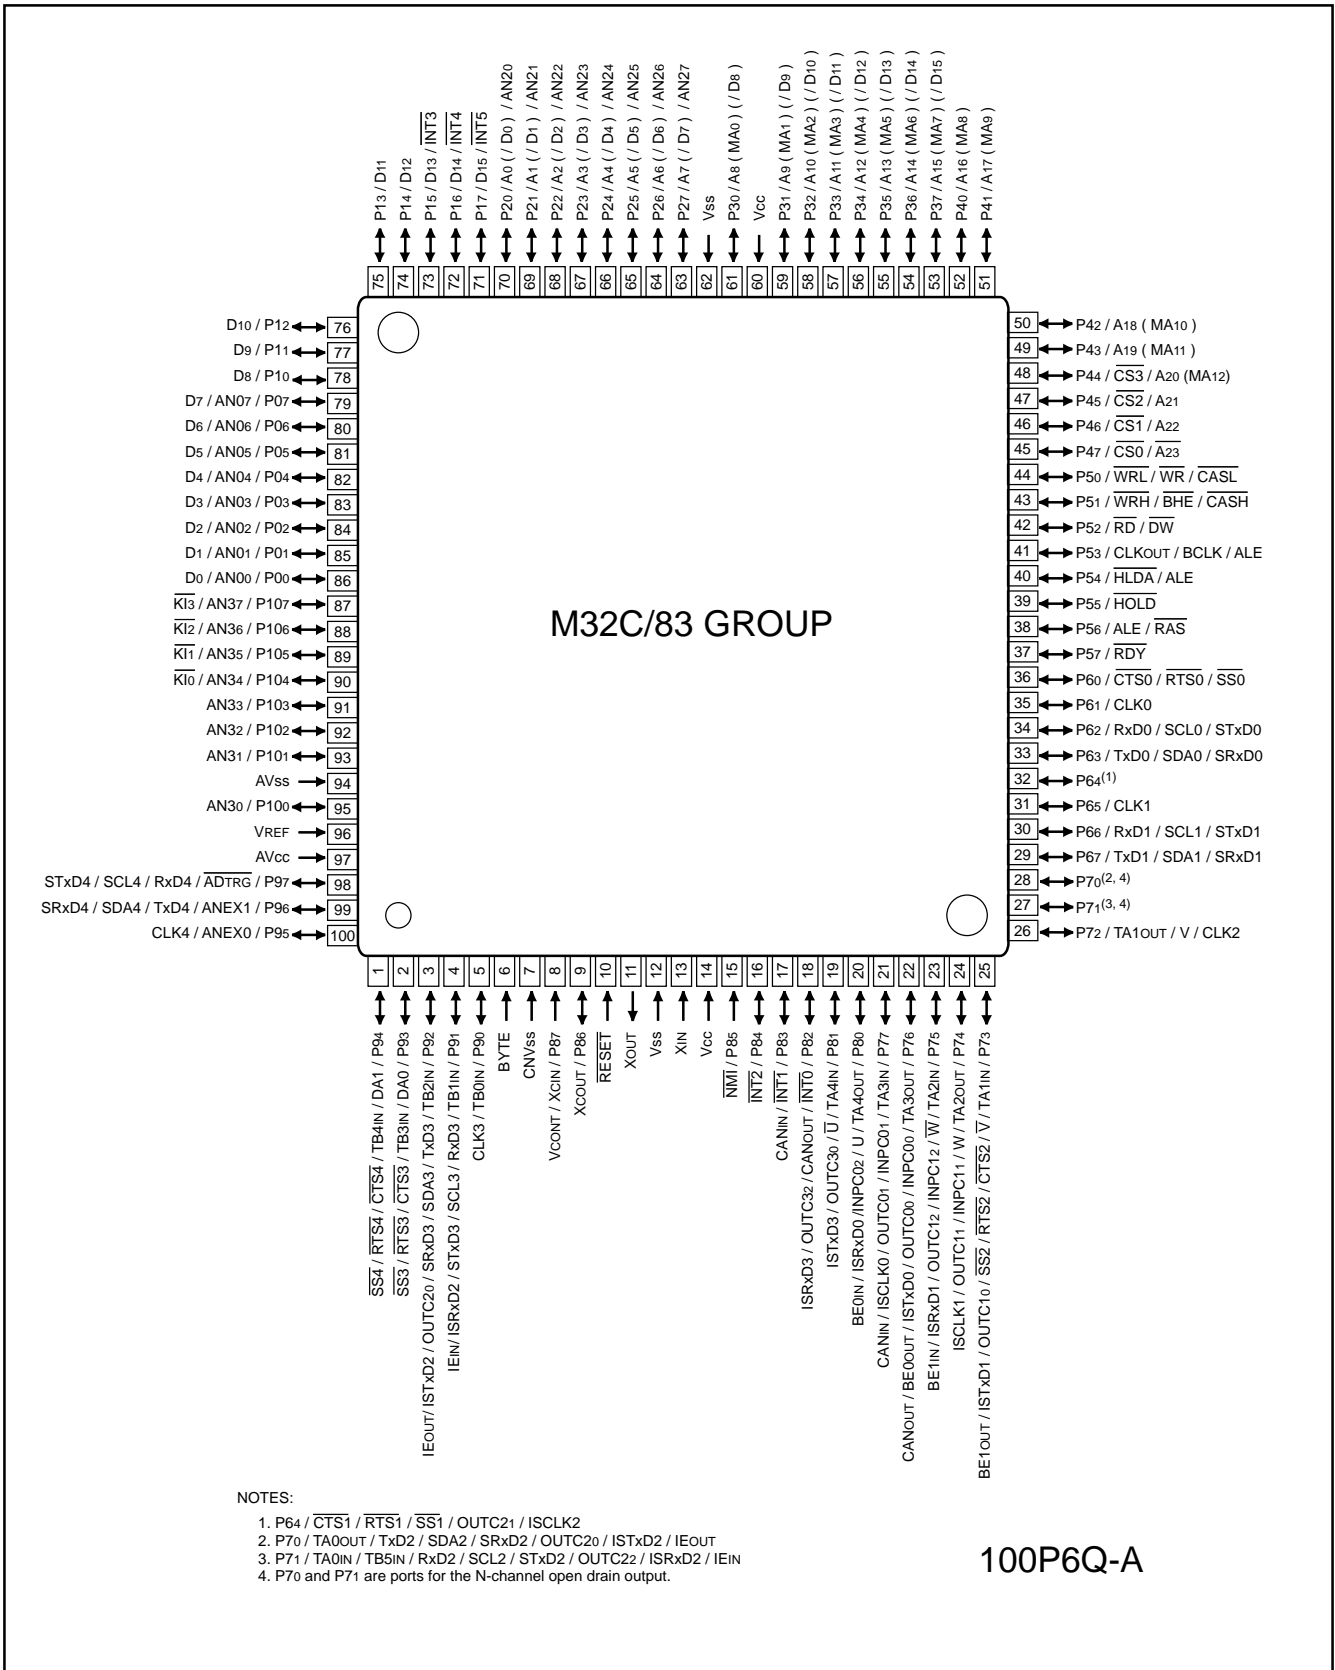 P13 / D11
P14 / D12
P15 / D13 / INT3
P16 / D14 / INT4
P17 / D15 / INT5
P20 / A0 ( / D0 ) / AN20
P21 / A1 ( / D1 ) / AN21
P22 / A2 ( / D2 ) / AN22
P23 / A3 ( / D3 ) / AN23
P24 / A4 ( / D4 ) / AN24
P25 / A5 ( / D5 ) / AN25
P26 / A6 ( / D6 ) / AN26
P27 / A7 ( / D7 ) / AN27
Vss
P30 / A8 ( MA0 ) ( / D8 )
Vcc
P31 / A9 ( MA1 ) ( / D9 )
P32 / A10 ( MA2 ) ( / D10 )
P33 / A11 ( MA3 ) ( / D11 )
P34 / A12 ( MA4 ) ( / D12 )
P35 / A13 ( MA5 ) ( / D13 )
P36 / A14 ( MA6 ) ( / D14 )
P37 / A15 ( MA7 ) ( / D15 )
P40 / A16 ( MA8 )
P41 / A17 ( MA9 )
75 74 73 72 71 70 69 68 67 66 65 64 63 62 61 60 59 58 57 56 55 54 53 52 51
D10 / P12 76
D9 / P11 77
D8 / P10 78
D7 / AN07 / P07 79
D6 / AN06 / P06 80
D5 / AN05 / P05 81
D4 / AN04 / P04 82
D3 / AN03 / P03 83
D2 / AN02 / P02 84
D1 / AN01 / P01 85
D0 / AN00 / P00 86
KI3 / AN37 / P107 87
KI2 / AN36 / P106 88
KI1 / AN35 / P105 89
KI0 / AN34 / P104 90
AN33 / P103 91
AN32 / P102 92
AN31 / P101 93
AVss 94
AN30 / P100 95
VREF 96
AVcc 97
STxD4 / SCL4 / RxD4 / ADTRG / P97 98
SRxD4 / SDA4 / TxD4 / ANEX1 / P96 99
CLK4 / ANEX0 / P95 100
M32C/83 GROUP
50 P42 / A18 ( MA10 )
49 P43 / A19 ( MA11 )
48 P44 / CS3 / A20 (MA12)
47 P45 / CS2 / A21
46 P46 / CS1 / A22
45 P47 / CS0 / A23
44 P50 / WRL / WR / CASL
43 P51 / WRH / BHE / CASH
42 P52 / RD / DW
41 P53 / CLKOUT / BCLK / ALE
40 P54 / HLDA / ALE
39 P55 / HOLD
38 P56 / ALE / RAS
37 P57 / RDY
36 P60 / CTS0 / RTS0 / SS0
35 P61 / CLK0
34 P62 / RxD0 / SCL0 / STxD0
33 P63 / TxD0 / SDA0 / SRxD0
32 P64(1)
31 P65 / CLK1
30 P66 / RxD1 / SCL1 / STxD1
29 P67 / TxD1 / SDA1 / SRxD1
28 P70(2, 4)
27 P71(3, 4)
26 P72 / TA1OUT / V / CLK2
1 2 3 4 5 6 7 8 9 10 11 12 13 14 15 16 17 18 19 20 21 22 23 24 25
SS4 / RTS4 / CTS4 / TB4IN / DA1 / P94
SS3 / RTS3 / CTS3 / TB3IN / DA0 / P93
IEOUT/ ISTxD2 / OUTC20 / SRxD3 / SDA3 / TxD3 / TB2IN / P92
IEIN/ ISRxD2 / STxD3 / SCL3 / RxD3 / TB1IN / P91
CLK3 / TB0IN / P90
BYTE
CNVss
VCONT / XCIN / P87
XCOUT / P86
RESET
XOUT
Vss
XIN
Vcc
NMI / P85
INT2 / P84
CANIN / INT1 / P83
ISRxD3 / OUTC32 / CANOUT / INT0 / P82
ISTxD3 / OUTC30 / U / TA4IN / P81
BE0IN / ISRxD0 /INPC02 / U / TA4OUT / P80
CANIN / ISCLK0 / OUTC01 / INPC01 / TA3IN / P77
CANOUT / BE0OUT / ISTxD0 / OUTC00 / INPC00 / TA3OUT / P76
BE1IN / ISRxD1 / OUTC12 / INPC12 / W / TA2IN / P75
ISCLK1 / OUTC11 / INPC11 / W / TA2OUT / P74
BE1OUT / ISTxD1 / OUTC10 / SS2 / RTS2 / CTS2 / V / TA1IN / P73
NOTES:
1. P64 / CTS1 / RTS1 / SS1 / OUTC21 / ISCLK2
2. P70 / TA0OUT / TxD2 / SDA2 / SRxD2 / OUTC20 / ISTxD2 / IEOUT
3. P71 / TA0IN / TB5IN / RxD2 / SCL2 / STxD2 / OUTC22 / ISRxD2 / IEIN
4. P70 and P71 are ports for the N-channel open drain output.
100P6Q-A